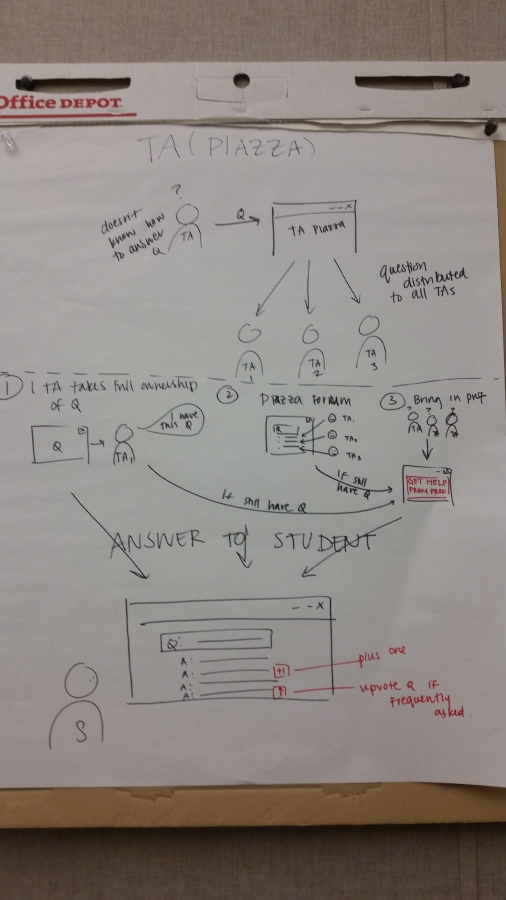 Office DEPOT
TA (PIAZZA)
?
doesn't
know how
to answer
Q
TA
Q
-- X
TA Piazza
question
distributed
to all TAs
TA
1
TA
2
TA
3
① 1 TA takes full ownership
of Q
Q
TA1
I have
this Q
② Piazza Forum
Q
TA1
TA2
TA3
③ Bring in prof
? ? ?
TA
GET HELP
FROM PROF
If still
have Q
If still have Q
ANSWER TO STUDENT
-- X
Q:
A:
A:
A:
A:
+1
plus one
upvote Q if
frequently
asked
S